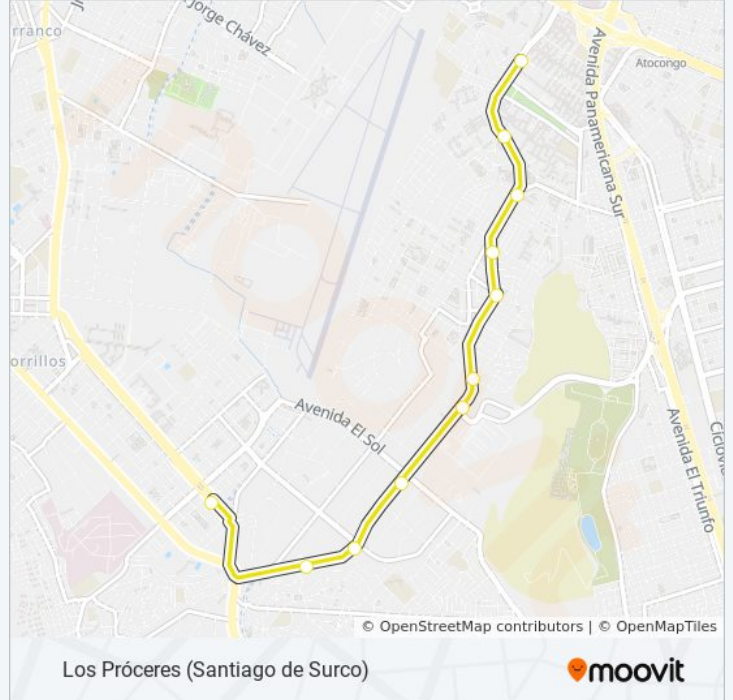 Jorge Chávez
rranco
Atocongo
Avenida Panamericana Sur
orrillos
Avenida El Sol
Avenida El Triunfo
Ciclovía
© OpenStreetMap contributors | © OpenMapTiles
Los Próceres (Santiago de Surco)
moovit